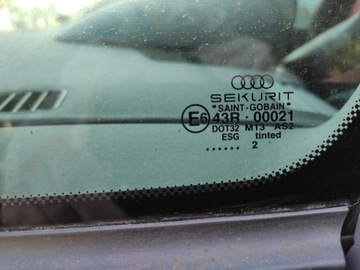 SEKURIT
"SAINT-GOBAIN"
E6 43R - 00021
DOT32 M13 AS2
ESG tinted
...... 2